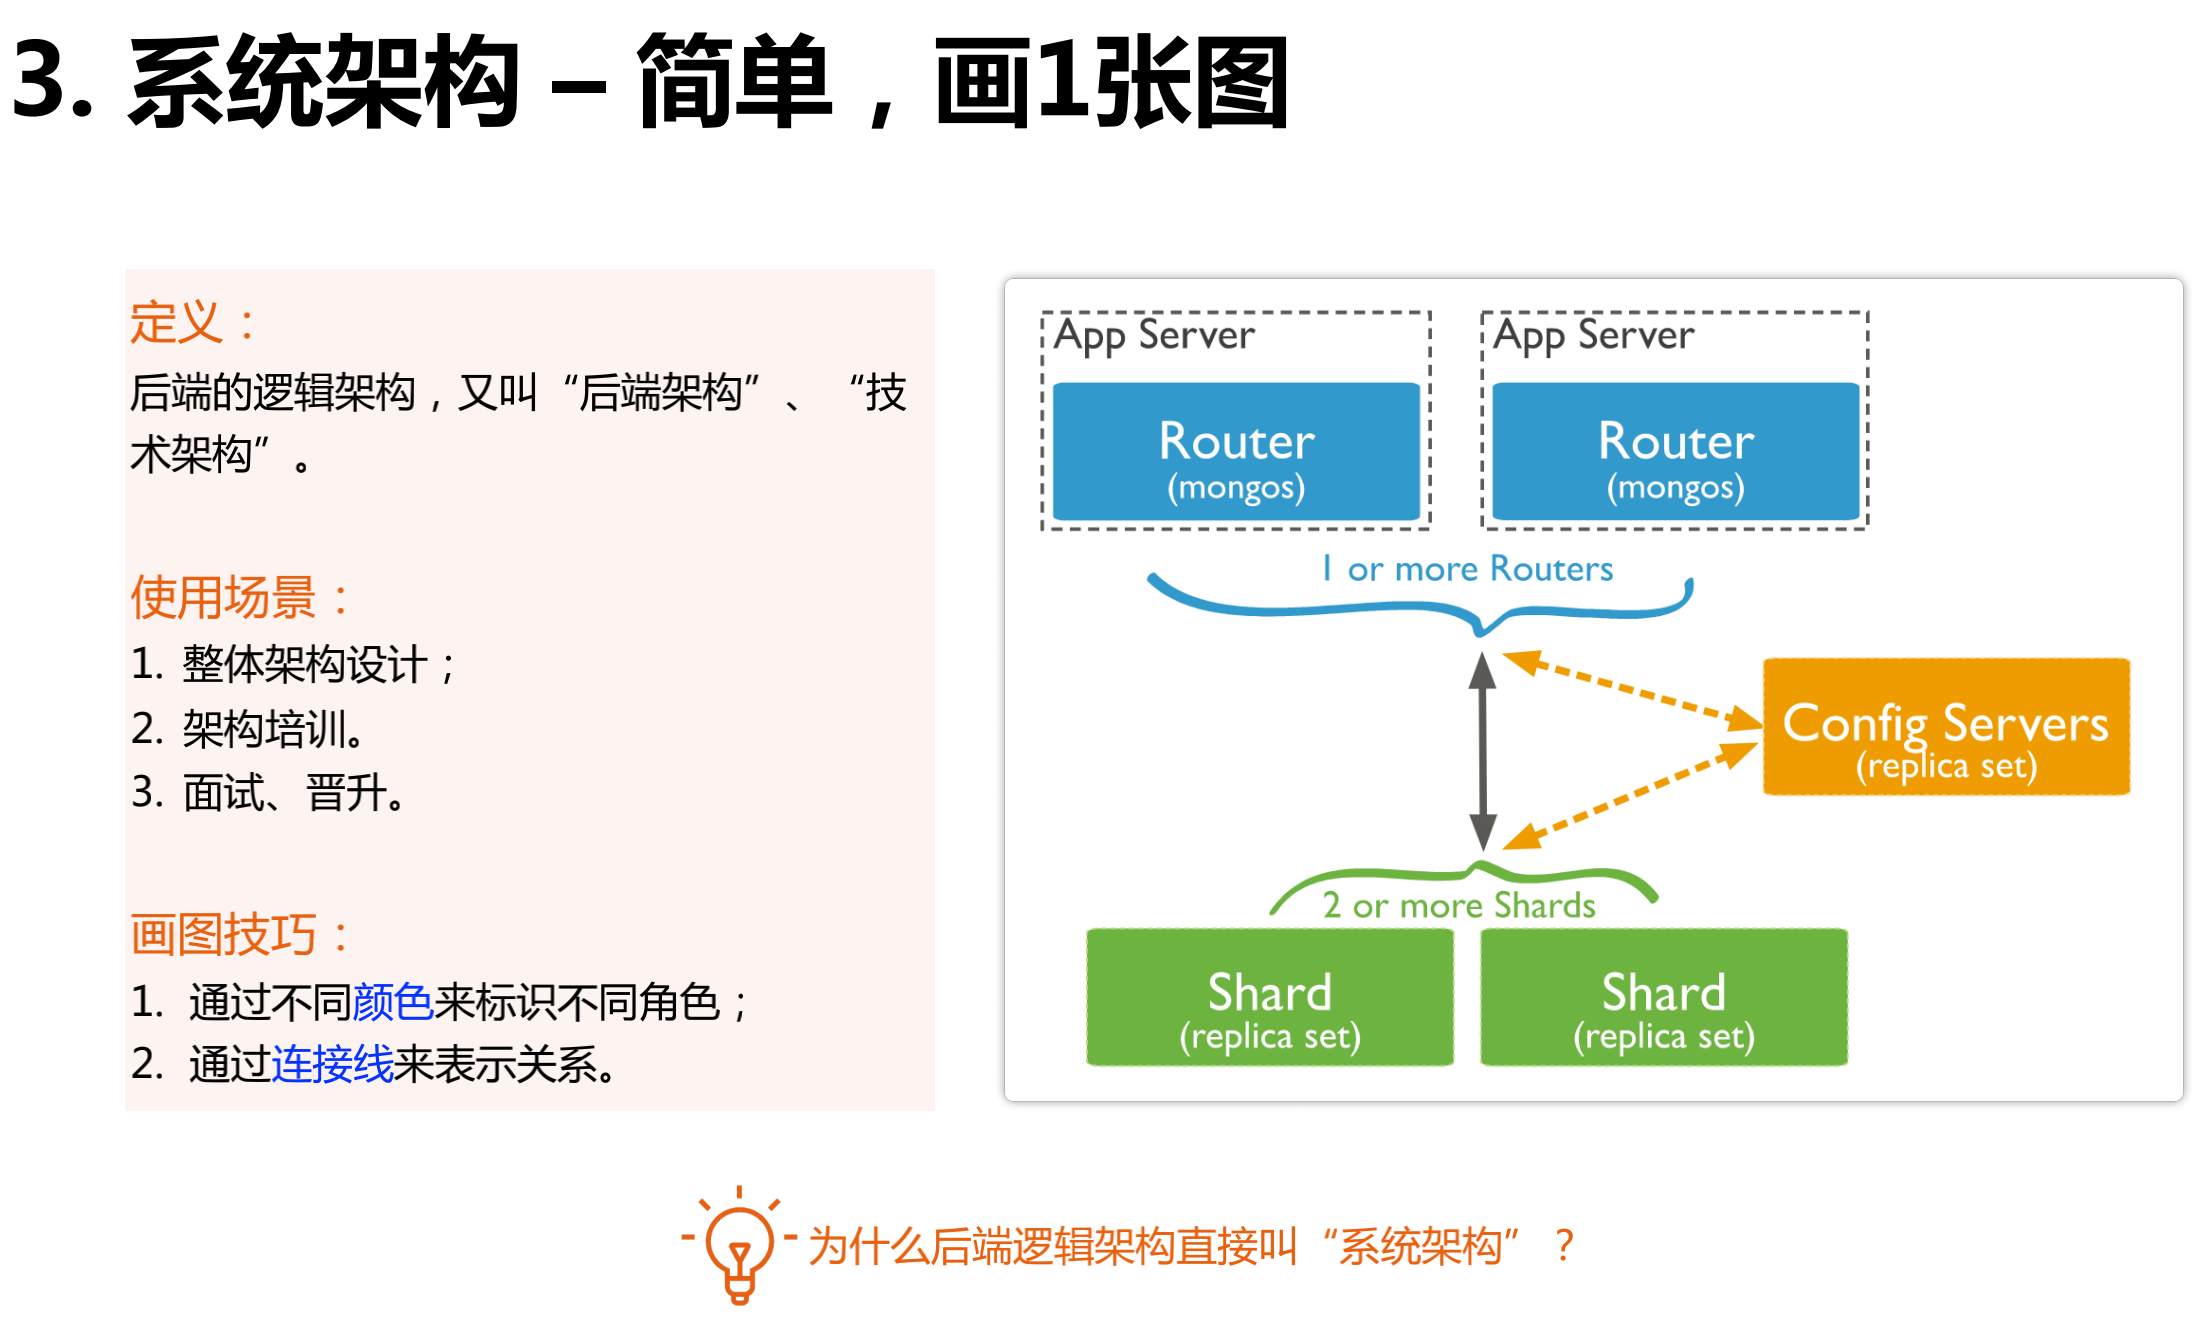 3. 系统架构 – 简单，画1张图
定义：
后端的逻辑架构，又叫“后端架构”、 “技
术架构”。
使用场景：
1. 整体架构设计；
2. 架构培训。
3. 面试、晋升。
画图技巧：
1. 通过不同颜色来标识不同角色；
2. 通过连接线来表示关系。
App Server
Router
(mongos)
App Server
Router
(mongos)
1 or more Routers
Config Servers
(replica set)
2 or more Shards
Shard
(replica set)
Shard
(replica set)
为什么后端逻辑架构直接叫“系统架构” ？